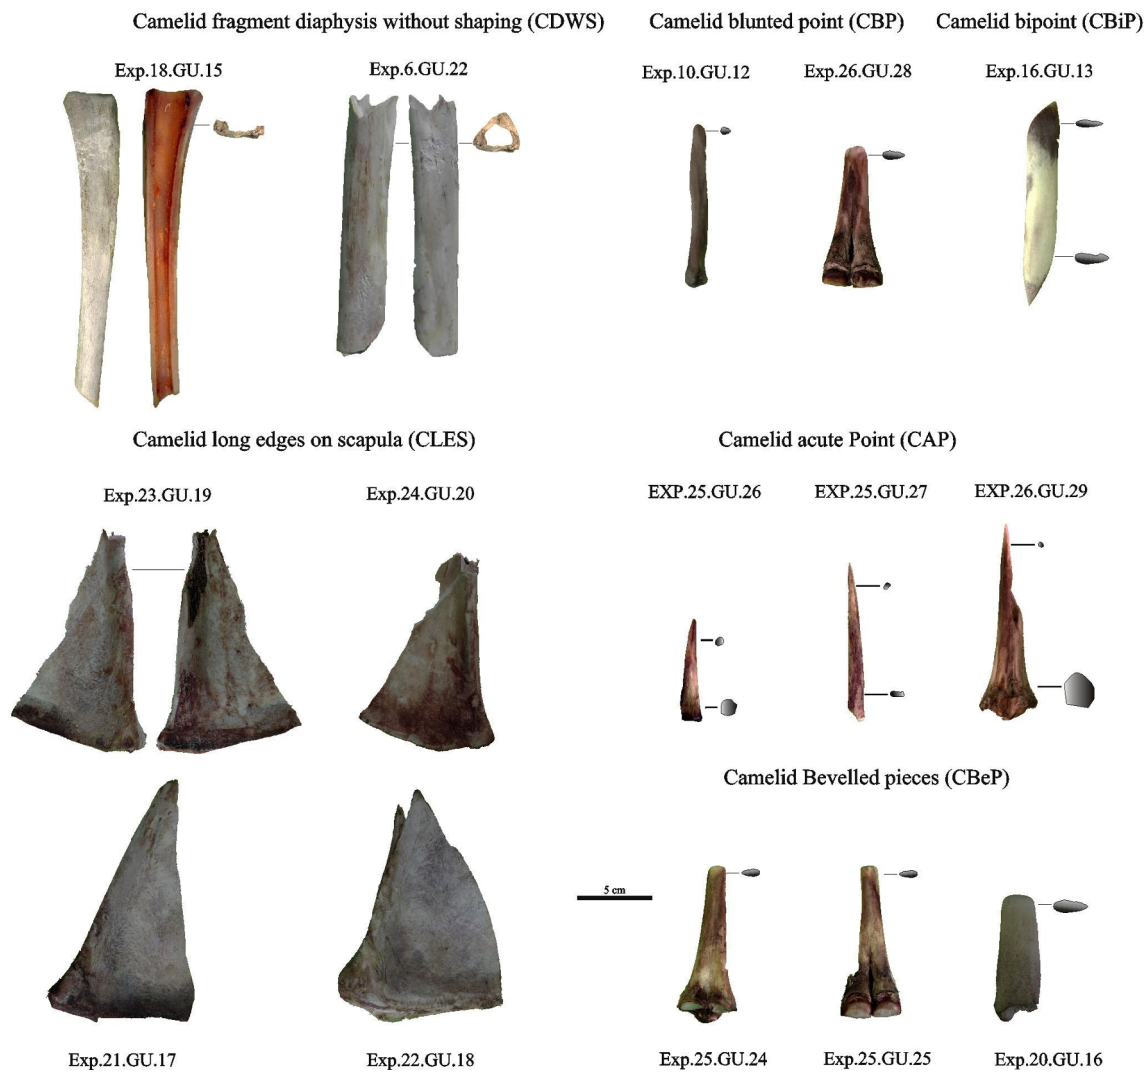 Camelid fragment diaphysis without shaping (CDWS)
Camelid blunted point (CBP)
Camelid bipoint (CBiP)
Exp.18.GU.15
Exp.6.GU.22
Exp.10.GU.12
Exp.26.GU.28
Exp.16.GU.13
Camelid long edges on scapula (CLES)
Camelid acute Point (CAP)
Exp.23.GU.19
Exp.24.GU.20
EXP.25.GU.26
EXP.25.GU.27
EXP.26.GU.29
Camelid Bevelled pieces (CBeP)
5 cm
Exp.21.GU.17
Exp.22.GU.18
Exp.25.GU.24
Exp.25.GU.25
Exp.20.GU.16